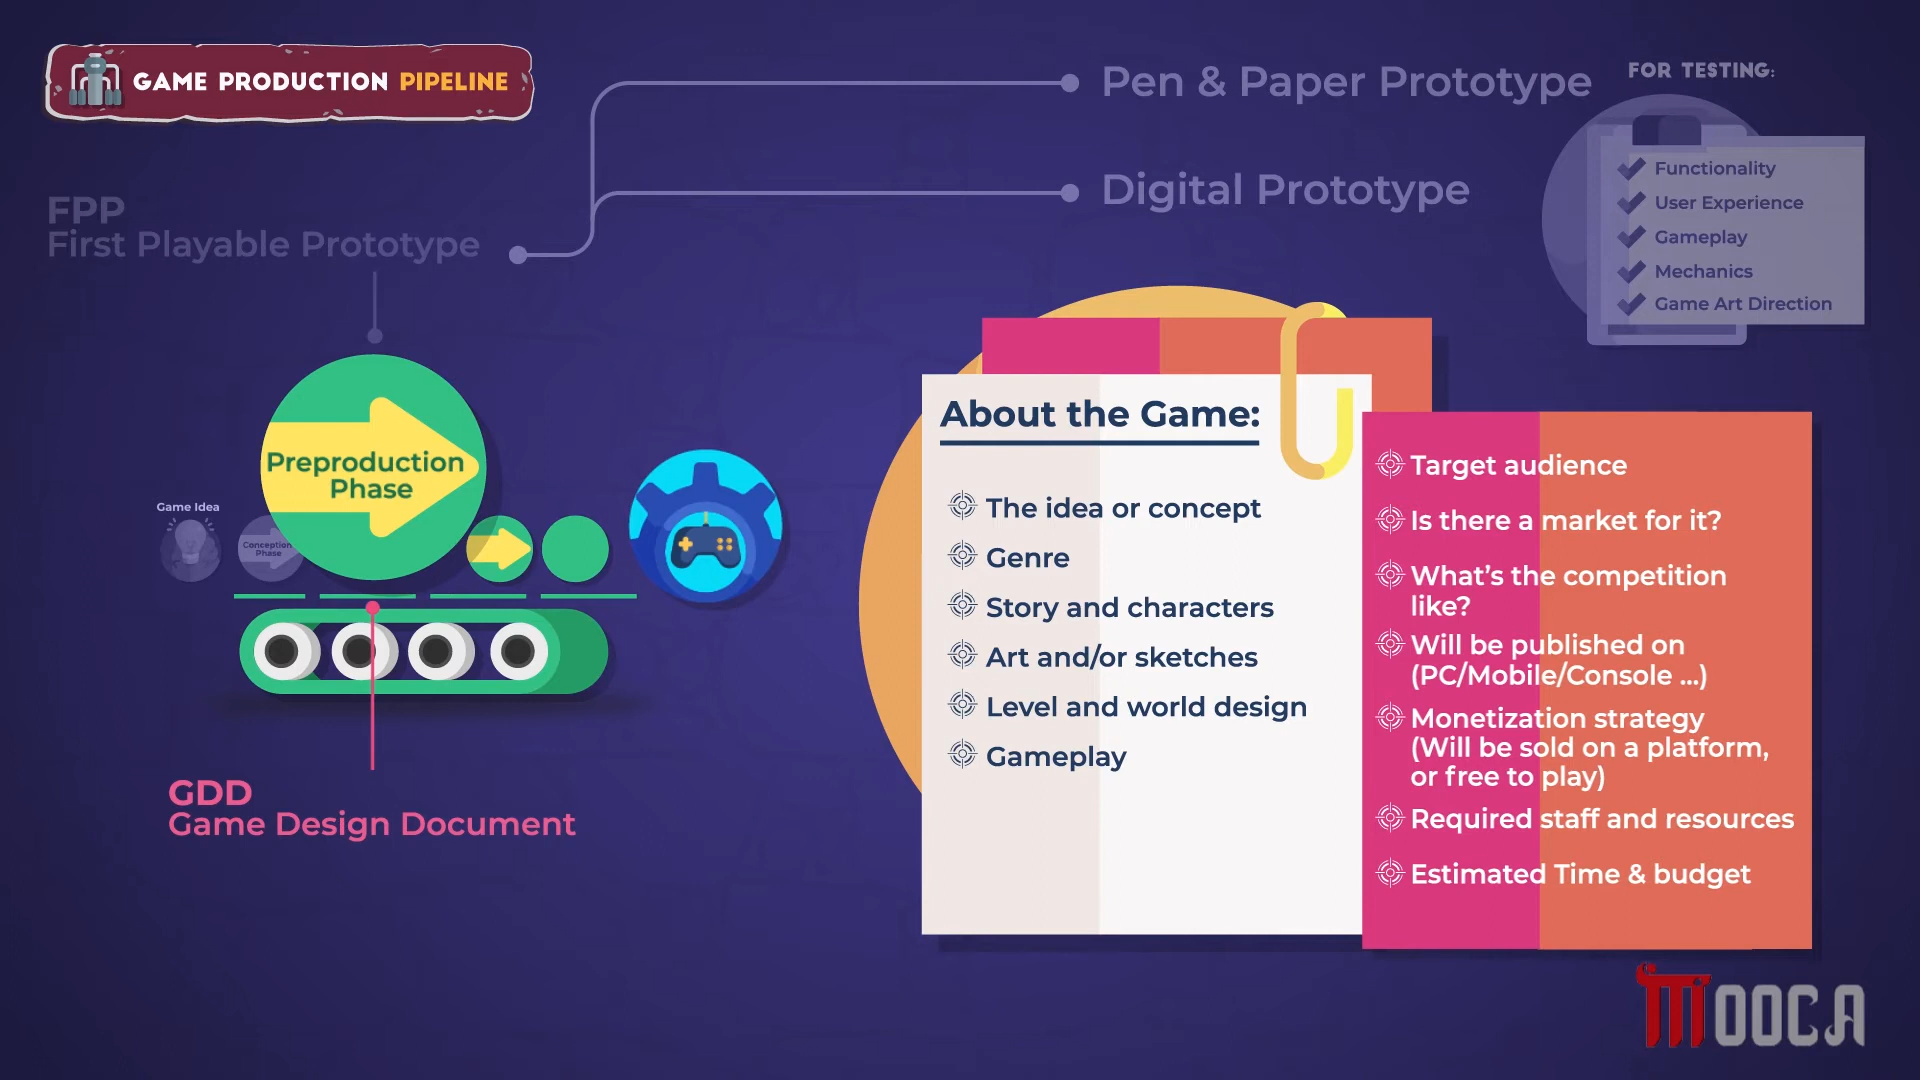 GAME PRODUCTION PIPELINE
Pen & Paper Prototype
Digital Prototype
FOR TESTING:
Functionality
User Experience
Gameplay
Mechanics
Game Art Direction
FPP
First Playable Prototype
Game Idea
Conception
Phase
Preproduction
Phase
GDD
Game Design Document
About the Game:
The idea or concept
Genre
Story and characters
Art and/or sketches
Level and world design
Gameplay
Target audience
Is there a market for it?
What's the competition
like?
Will be published on
(PC/Mobile/Console ...)
Monetization strategy
(Will be sold on a platform,
or free to play)
Required staff and resources
Estimated Time & budget
MOOCA